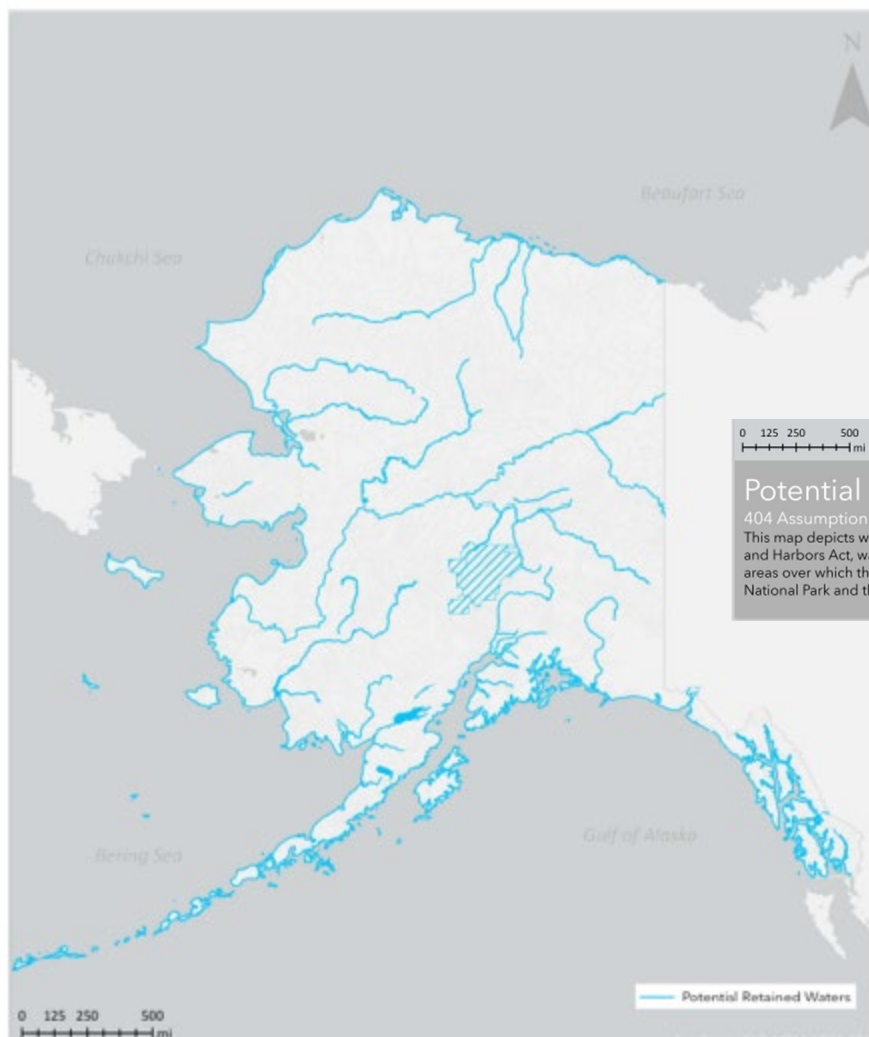 N
Beaufort Sea
Chukchi Sea
0 125 250 500
mi
Potential
404 Assumption
This map depicts w
and Harbors Act, wa
areas over which th
National Park and th
Gulf of Alaska
Bering Sea
Potential Retained Waters
0 125 250 500
mi